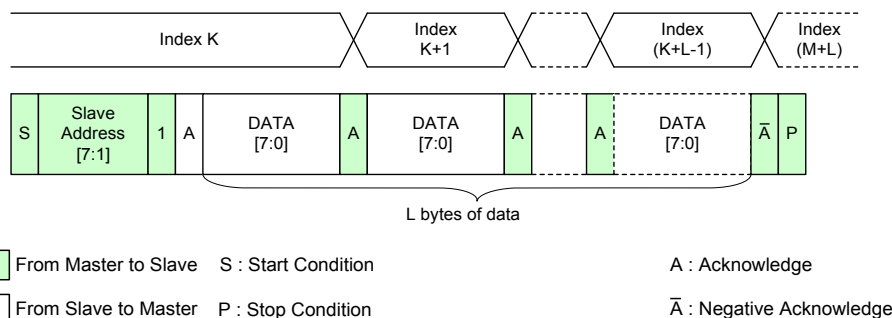 Index K
Index
K+1
Index
(K+L-1)
Index
(M+L)
S
Slave
Address
[7:1]
1
A
DATA
[7:0]
A
DATA
[7:0]
A
A
DATA
[7:0]
A̅
P
L bytes of data
From Master to Slave
S : Start Condition
A : Acknowledge
From Slave to Master
P : Stop Condition
A̅ : Negative Acknowledge